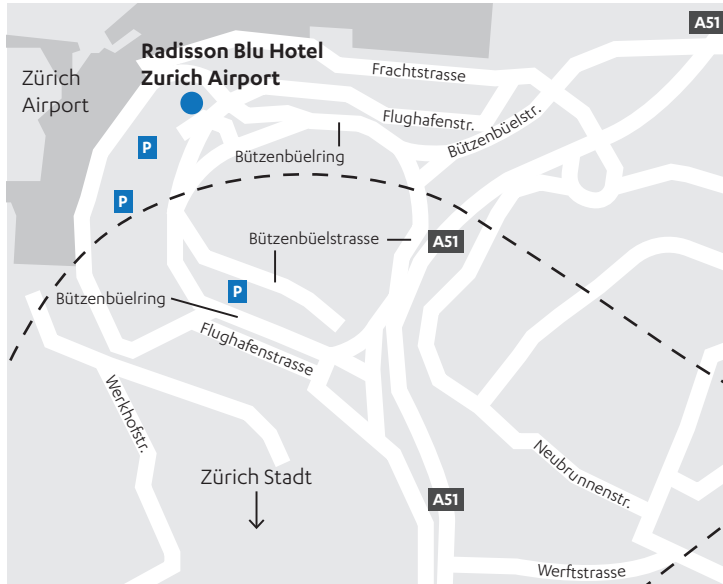 A51
Radisson Blu Hotel
Zurich Airport
Zürich
Airport
Frachtstrasse
Flughafenstr.
Bützenbüelstr.
P
Bützenbüelring
P
Bützenbüelstrasse
A51
P
Bützenbüelring
Flughafenstrasse
Werkhofstr.
Zürich Stadt
Neubrunnenstr.
A51
Werftstrasse